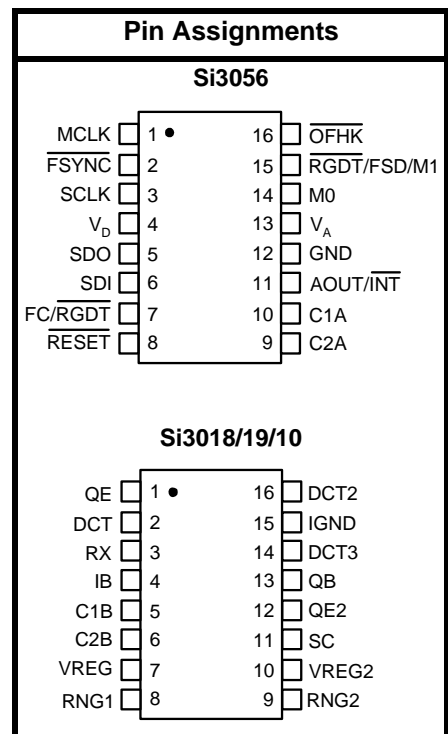 Pin Assignments
Si3056
MCLK 1 16 OFHK
FSYNC 2 15 RGDT/FSD/M1
SCLK 3 14 M0
VD 4 13 VA
SDO 5 12 GND
SDI 6 11 AOUT/INT
FC/RGDT 7 10 C1A
RESET 8 9 C2A
Si3018/19/10
QE 1 16 DCT2
DCT 2 15 IGND
RX 3 14 DCT3
IB 4 13 QB
C1B 5 12 QE2
C2B 6 11 SC
VREG 7 10 VREG2
RNG1 8 9 RNG2